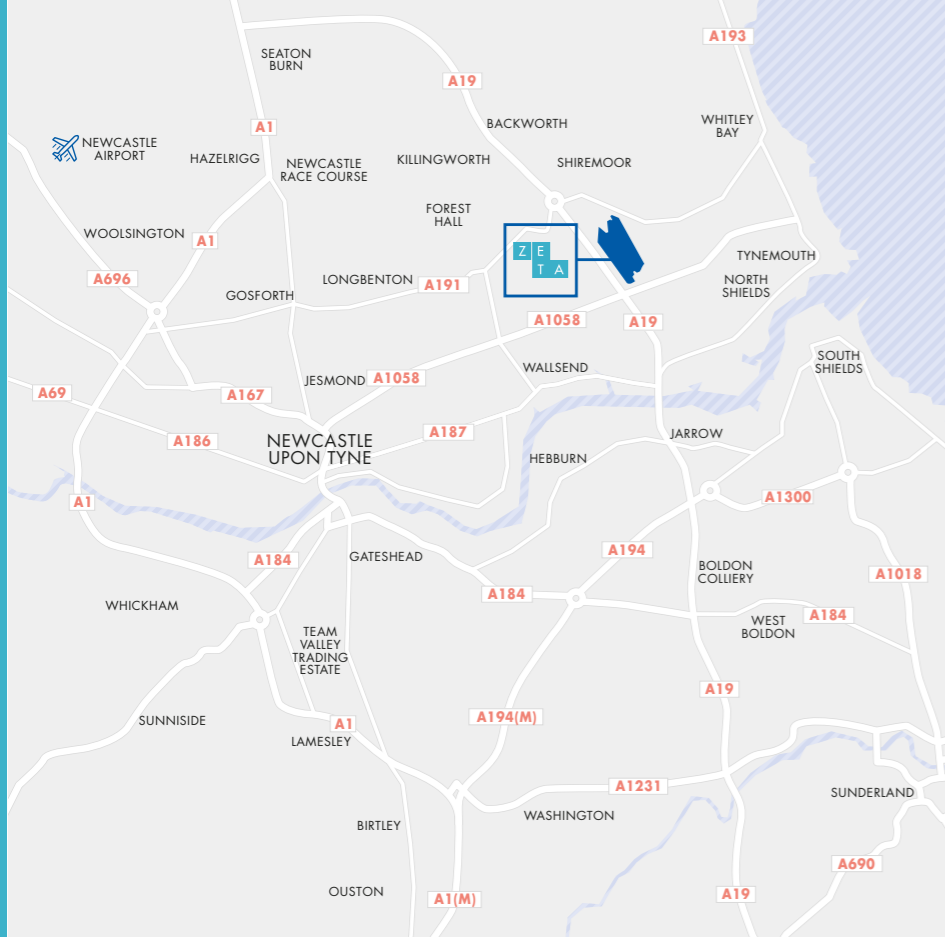 A193
SEATON
BURN
A19
A1
BACKWORTH
WHITLEY
BAY
NEWCASTLE
AIRPORT
HAZELRIGG
NEWCASTLE
RACE COURSE
KILLINGWORTH
SHIREMOOR
FOREST
HALL
WOOLSINGTON
A1
Z E
T A
TYNEMOUTH
A696
LONGBENTON
A191
GOSFORTH
NORTH
SHIELDS
A1058
A19
SOUTH
SHIELDS
WALLSEND
JESMOND
A1058
A69
A167
A187
JARROW
A186
NEWCASTLE
UPON TYNE
HEBBURN
A1
A1300
A184
GATESHEAD
A194
BOLDON
COLLIERY
A1018
A184
WHICKHAM
A184
WEST
BOLDON
TEAM
VALLEY
TRADING
ESTATE
A19
SUNNISIDE
A1
A194(M)
LAMESLEY
A1231
SUNDERLAND
WASHINGTON
BIRTLEY
A690
OUSTON
A1(M)
A19